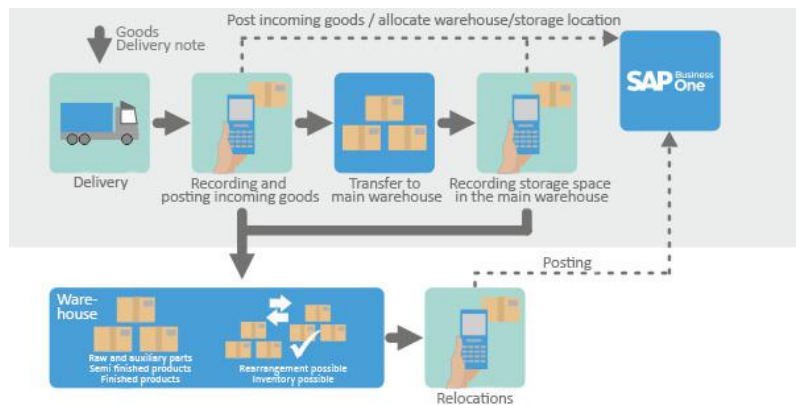 Post incoming goods / allocate warehouse/storage location
Goods
Delivery note
SAP Business
One
Delivery
Recording and
posting incoming goods
Transfer to
main warehouse
Recording storage space
in the main warehouse
Posting
Ware-
house
Raw and auxiliary parts
Semi finished products
Finished products
Rearrangement possible
Inventory possible
Relocations